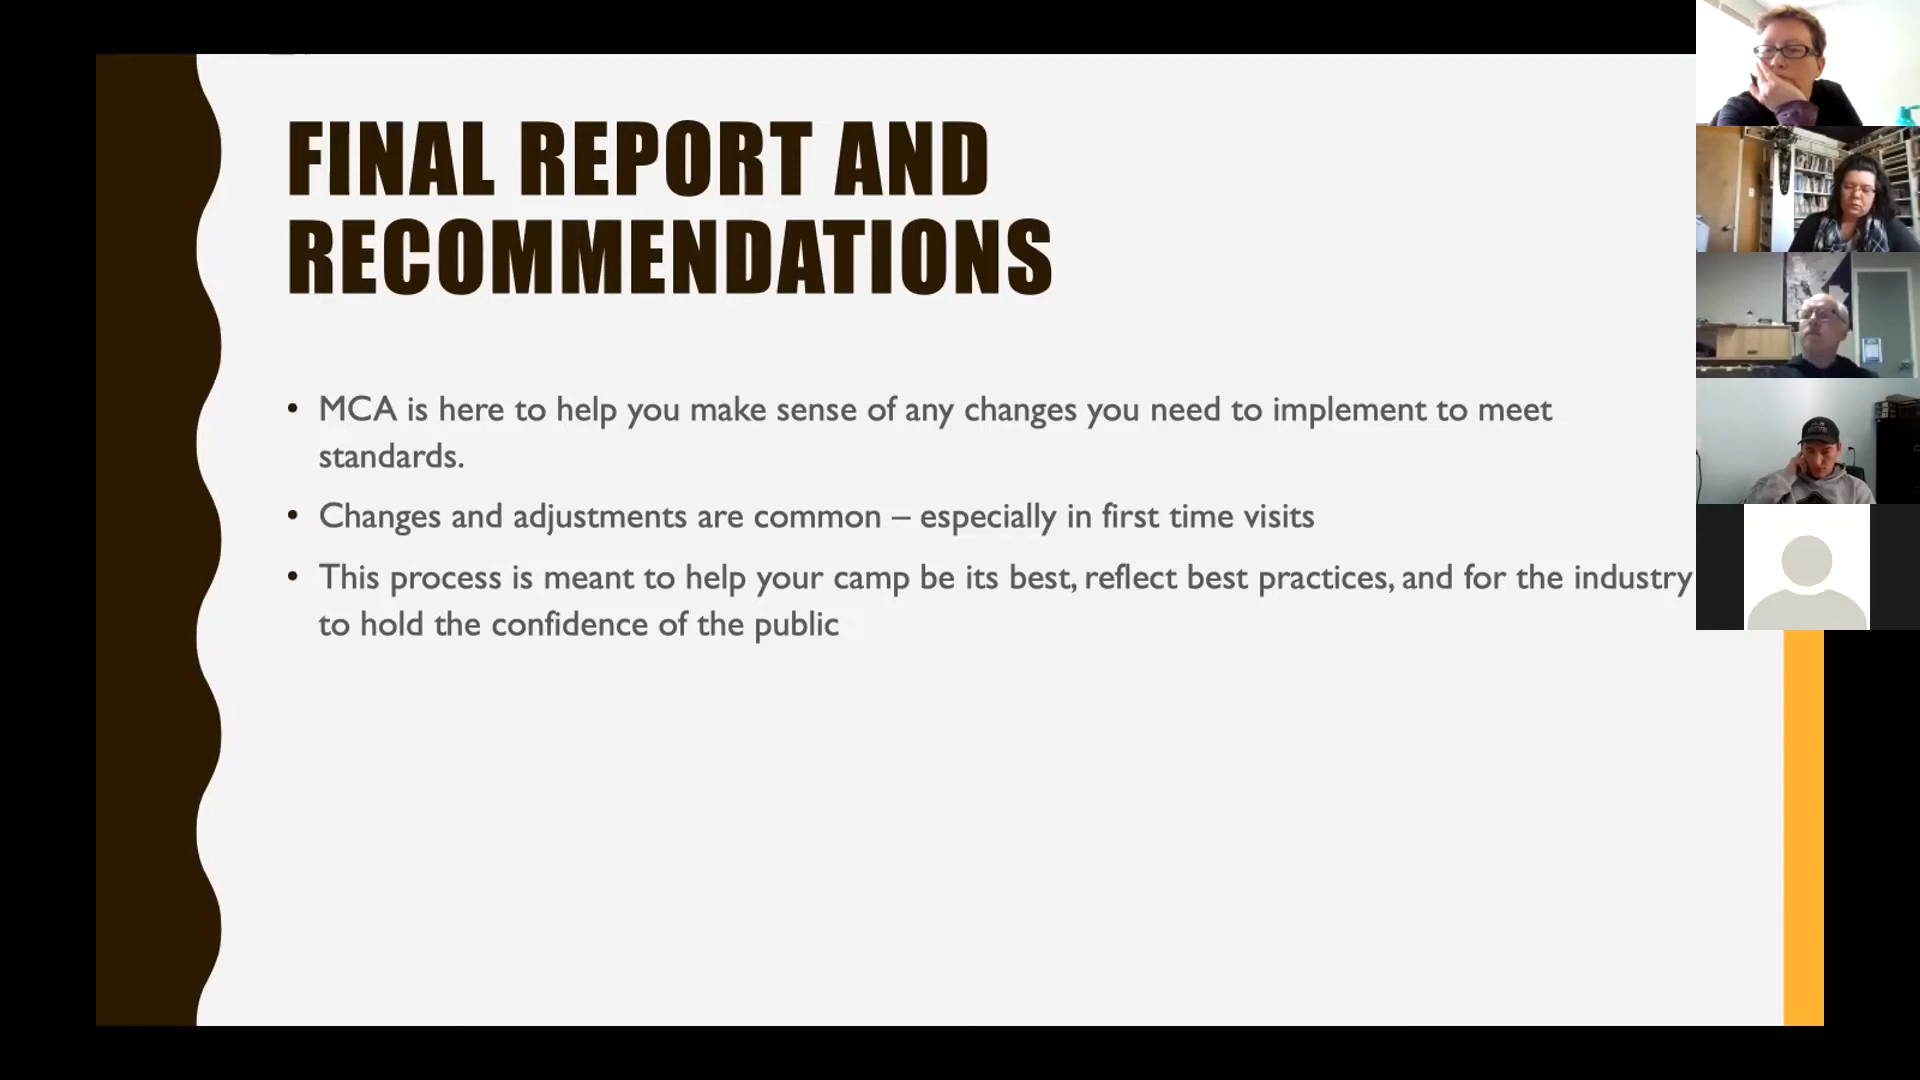 FINAL REPORT AND
RECOMMENDATIONS
• MCA is here to help you make sense of any changes you need to implement to meet
standards.
• Changes and adjustments are common – especially in first time visits
• This process is meant to help your camp be its best, reflect best practices, and for the industry
to hold the confidence of the public